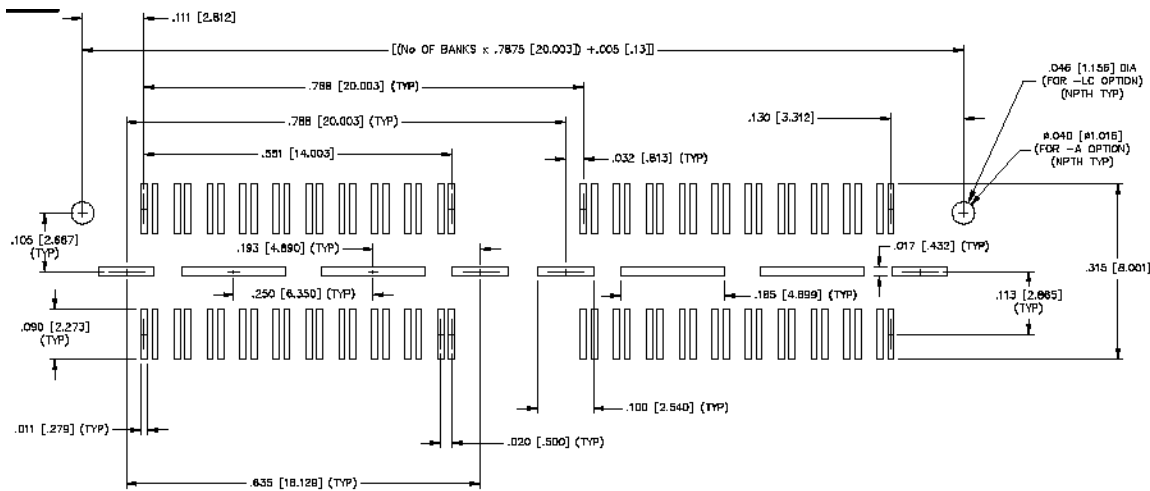 .111 [2.812]
[(No OF BANKS x .7875 [20.003]) +.005 [.13]]
.046 [1.156] DIA
(FOR -LC OPTION)
(NPTH TYP)
.788 [20.003] (TYP)
.788 [20.003] (TYP)
.130 [3.312]
ø.040 [ø1.016]
(FOR -A OPTION)
(NPTH TYP)
.551 [14.003]
.032 [.813] (TYP)
.105 [2.667]
(TYP)
.193 [4.890] (TYP)
.017 [.432] (TYP)
.315 [8.001]
.250 [6.350] (TYP)
.185 [4.699] (TYP)
.113 [2.865]
(TYP)
.090 [2.273]
(TYP)
.100 [2.540] (TYP)
.011 [.279] (TYP)
.020 [.500] (TYP)
.635 [16.129] (TYP)